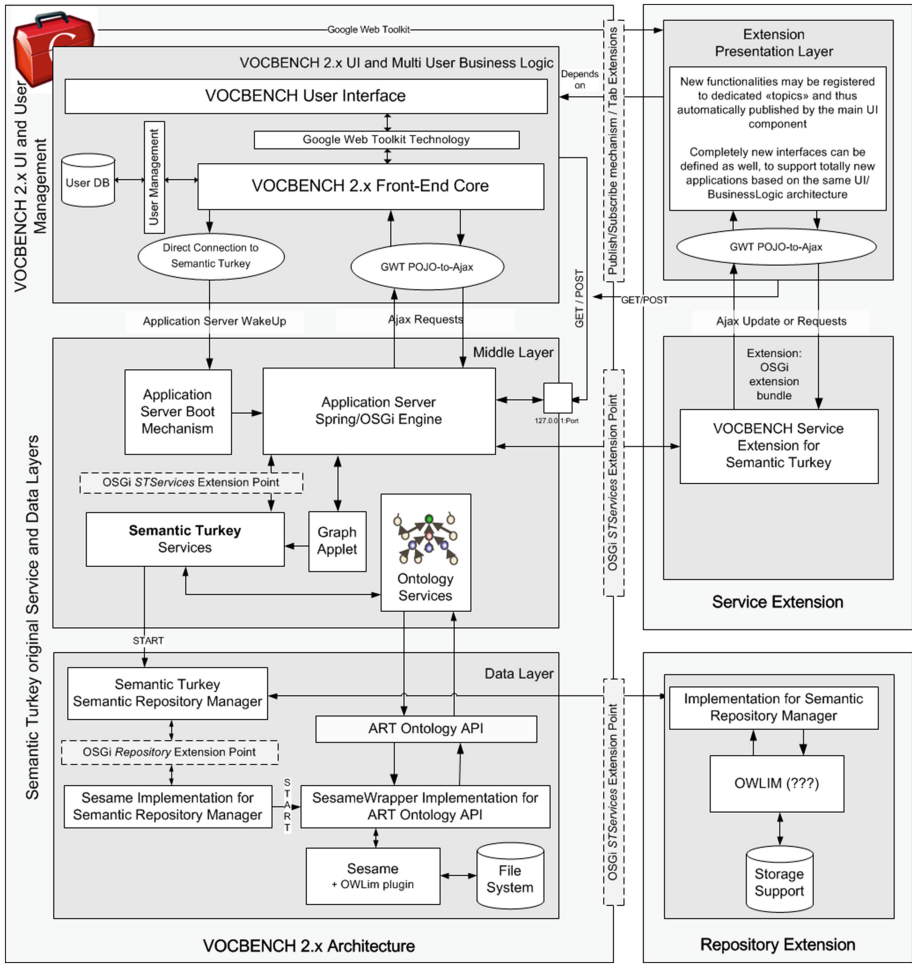 Google Web Toolkit
VOCBENCH 2.x UI and User
Management
VOCBENCH 2.x UI and Multi User Business Logic
VOCBENCH User Interface
Google Web Toolkit Technology
User DB
User Management
VOCBENCH 2.x Front-End Core
Direct Connection to
Semantic Turkey
GWT POJO-to-Ajax
Depends
on
Publish/Subscribe mechanism / Tab Extensions
GET / POST
GET/POST
Extension
Presentation Layer
New functionalities may be registered
to dedicated «topics» and thus
automatically published by the main UI
component
Completely new interfaces can be
defined as well, to support totally new
applications based on the same UI/
BusinessLogic architecture
GWT POJO-to-Ajax
Application Server WakeUp
Ajax Requests
Ajax Update or Requests
Semantic Turkey original Service and Data Layers
Middle Layer
Application
Server Boot
Mechanism
Application Server
Spring/OSGi Engine
127.0.0.1:Port
OSGi STServices Extension Point
OSGi STServices Extension Point
Semantic Turkey
Services
Graph
Applet
Ontology
Services
Extension:
OSGi
extension
bundle
VOCBENCH Service
Extension for
Semantic Turkey
Service Extension
START
Data Layer
Semantic Turkey
Semantic Repository Manager
OSGi Repository Extension Point
ART Ontology API
Sesame Implementation for
Semantic Repository Manager
START
SesameWrapper Implementation for
ART Ontology API
Sesame
+ OWLim plugin
File
System
OSGi STServices Extension Point
Implementation for Semantic
Repository Manager
OWLIM (???)
Storage
Support
VOCBENCH 2.x Architecture
Repository Extension